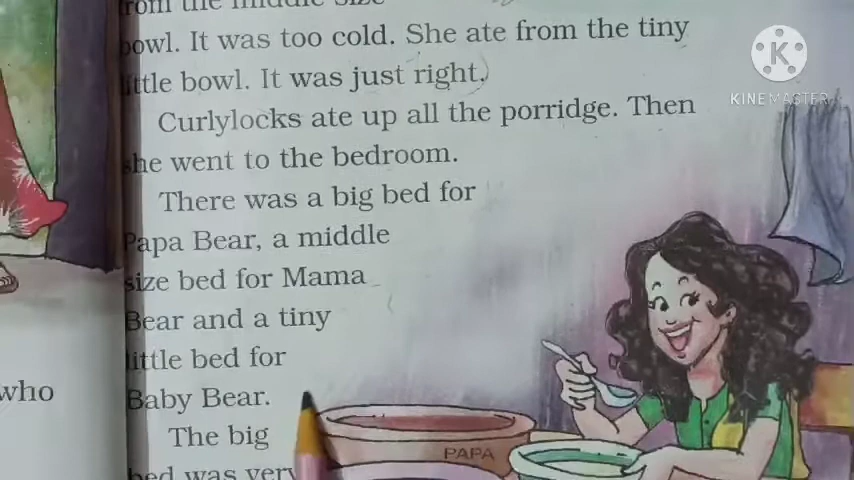 from the middle size
bowl. It was too cold. She ate from the tiny
little bowl. It was just right.
Curlylocks ate up all the porridge. Then
she went to the bedroom.
There was a big bed for
Papa Bear, a middle
size bed for Mama
Bear and a tiny
little bed for
Baby Bear.
The big
bed was very
who
PAPA
K
KINEMASTER